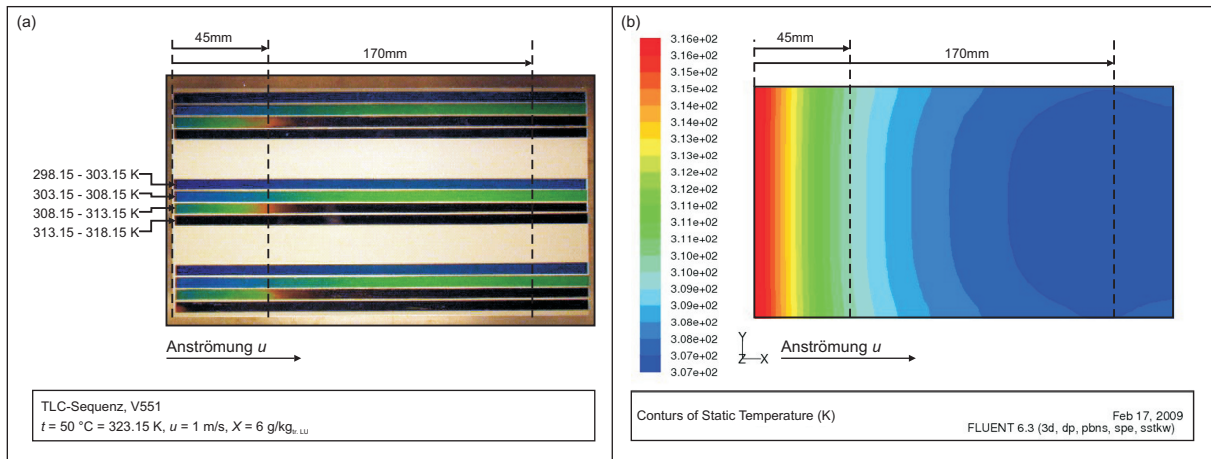 (a)
45mm
170mm
298.15 - 303.15 K
303.15 - 308.15 K
308.15 - 313.15 K
313.15 - 318.15 K
Anströmung u
TLC-Sequenz, V551
t = 50 °C = 323.15 K, u = 1 m/s, X = 6 g/kg tr. LU
(b)
45mm
170mm
3.16e+02
3.16e+02
3.15e+02
3.15e+02
3.14e+02
3.14e+02
3.13e+02
3.13e+02
3.12e+02
3.12e+02
3.11e+02
3.11e+02
3.10e+02
3.10e+02
3.09e+02
3.09e+02
3.08e+02
3.08e+02
3.07e+02
3.07e+02
Y
Z X
Anströmung u
Conturs of Static Temperature (K)
Feb 17, 2009
FLUENT 6.3 (3d, dp, pbns, spe, sstkw)